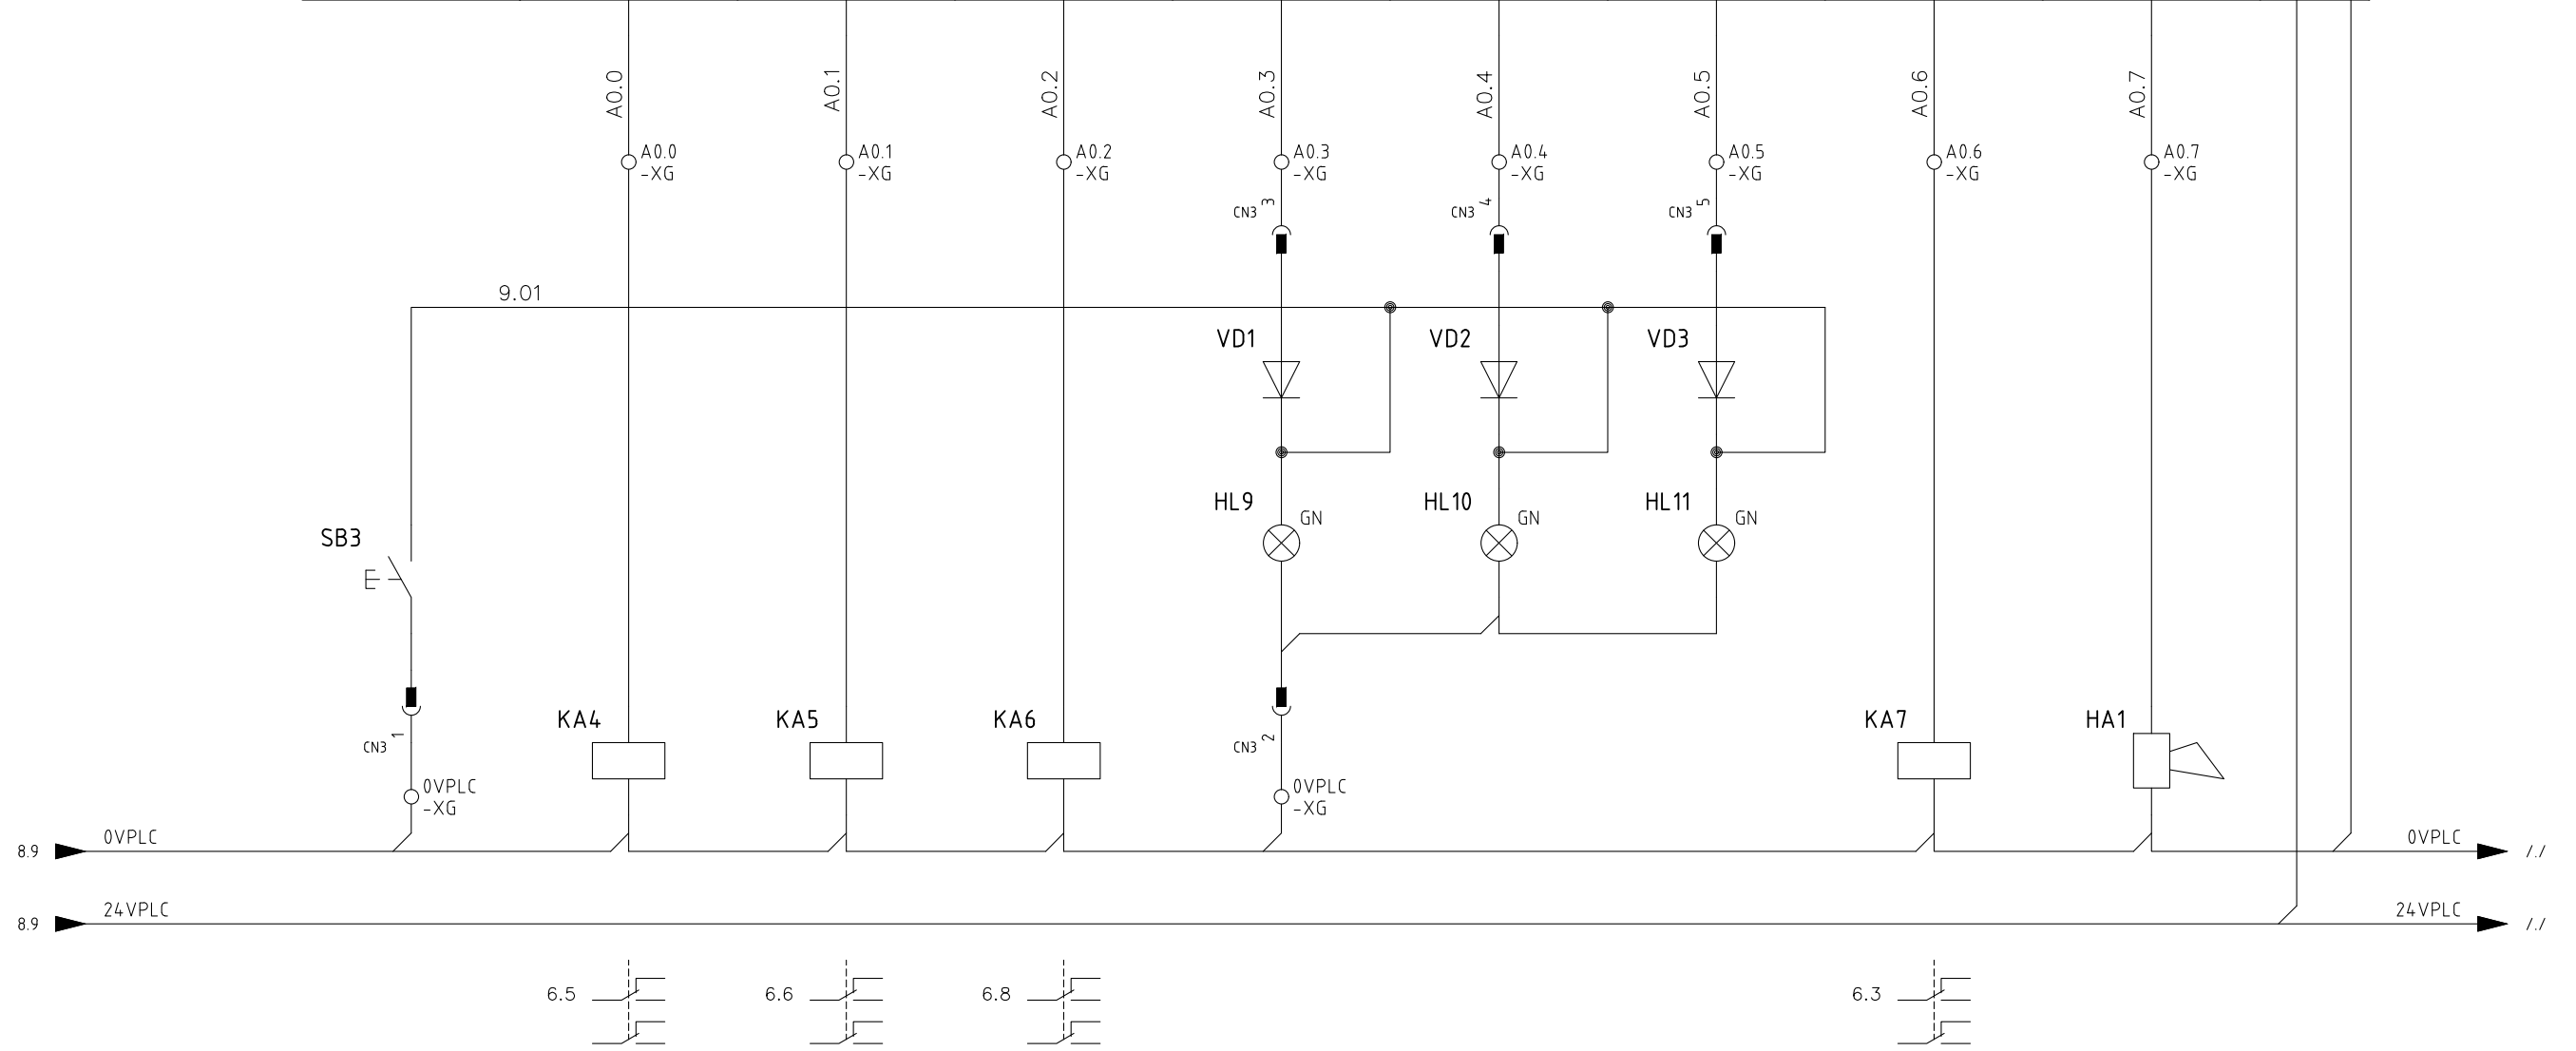 A0.0
A0.1
A0.2
A0.3
A0.4
A0.5
A0.6
A0.7
A0.0
-XG
A0.1
-XG
A0.2
-XG
A0.3
-XG
A0.4
-XG
A0.5
-XG
A0.6
-XG
A0.7
-XG
CN3 3
CN3 4
CN3 5
9.01
VD1
VD2
VD3
HL9
GN
HL10
GN
HL11
GN
SB3
KA4
KA5
KA6
KA7
HA1
CN3 1
CN3 2
0VPLC
-XG
0VPLC
-XG
8.9
0VPLC
0VPLC
/./
8.9
24VPLC
24VPLC
/./
6.5
6.6
6.8
6.3